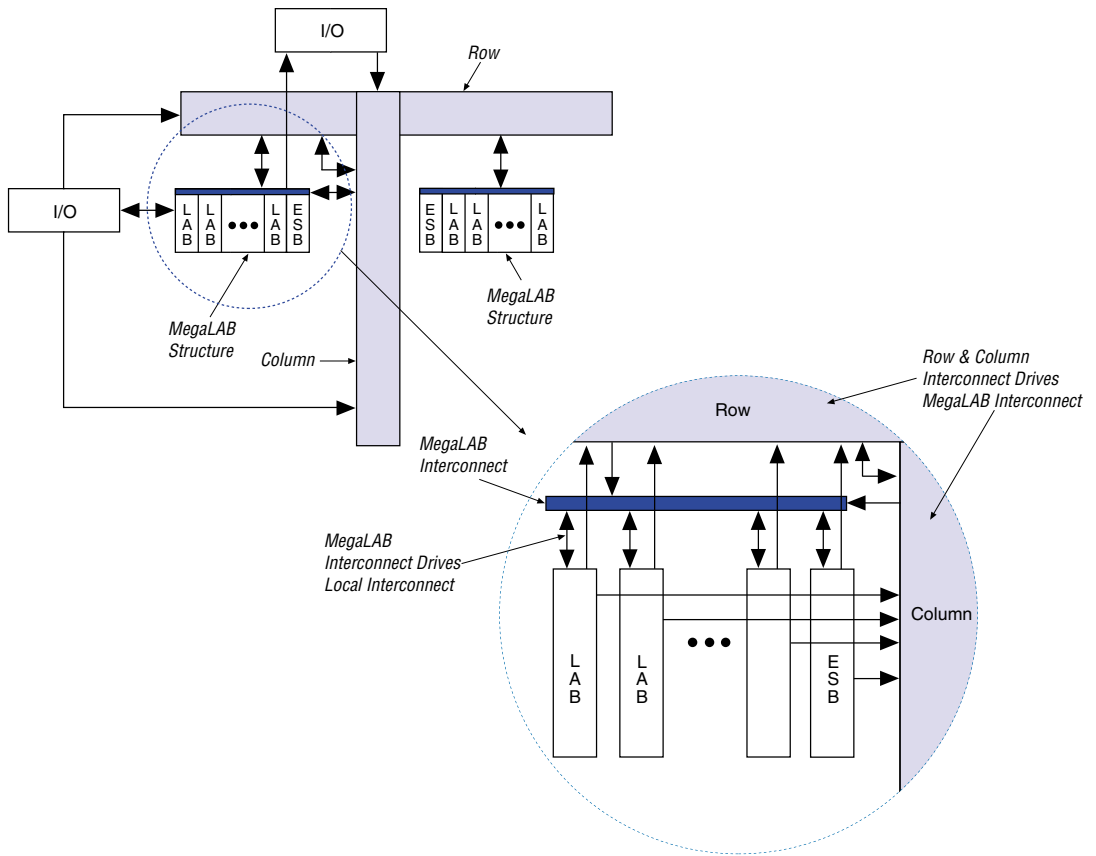 I/O
Row
I/O
L
A
B
L
A
B
L
A
B
E
S
B
E
S
B
L
A
B
L
A
B
L
A
B
MegaLAB
Structure
MegaLAB
Structure
Column
Row & Column
Interconnect Drives
MegaLAB Interconnect
Row
MegaLAB
Interconnect
MegaLAB
Interconnect Drives
Local Interconnect
Column
L
A
B
L
A
B
E
S
B